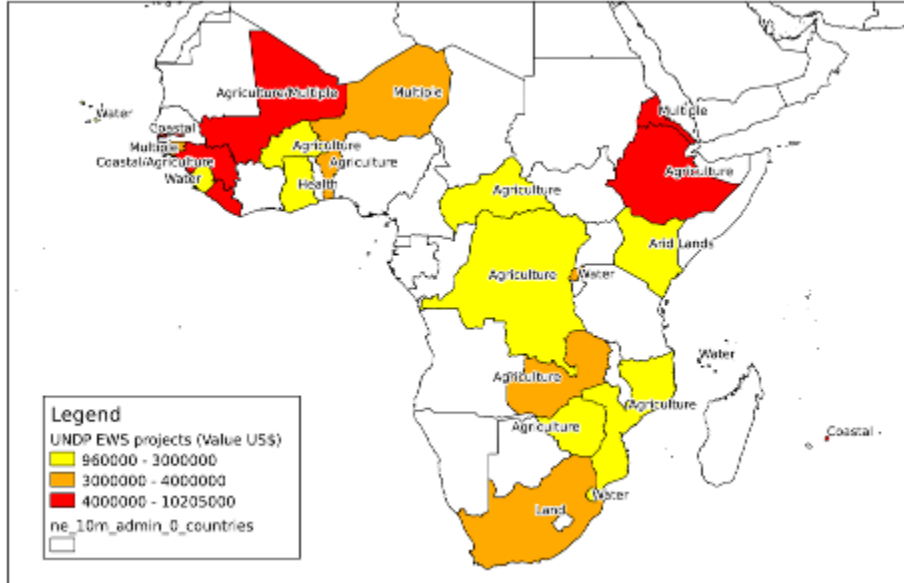 Agriculture/Multiple
Multiple
Water
Multiple
Coastal
Multiple
Agriculture
Coastal/Agriculture
Agriculture
Agriculture
Water
Health
Agriculture
Arid Lands
Agriculture
Water
Water
Agriculture
Agriculture
Agriculture
Coastal
Water
Land
Legend
UNDP EWS projects (Value US$)
960000 - 3000000
3000000 - 4000000
4000000 - 10205000
ne_10m_admin_0_countries